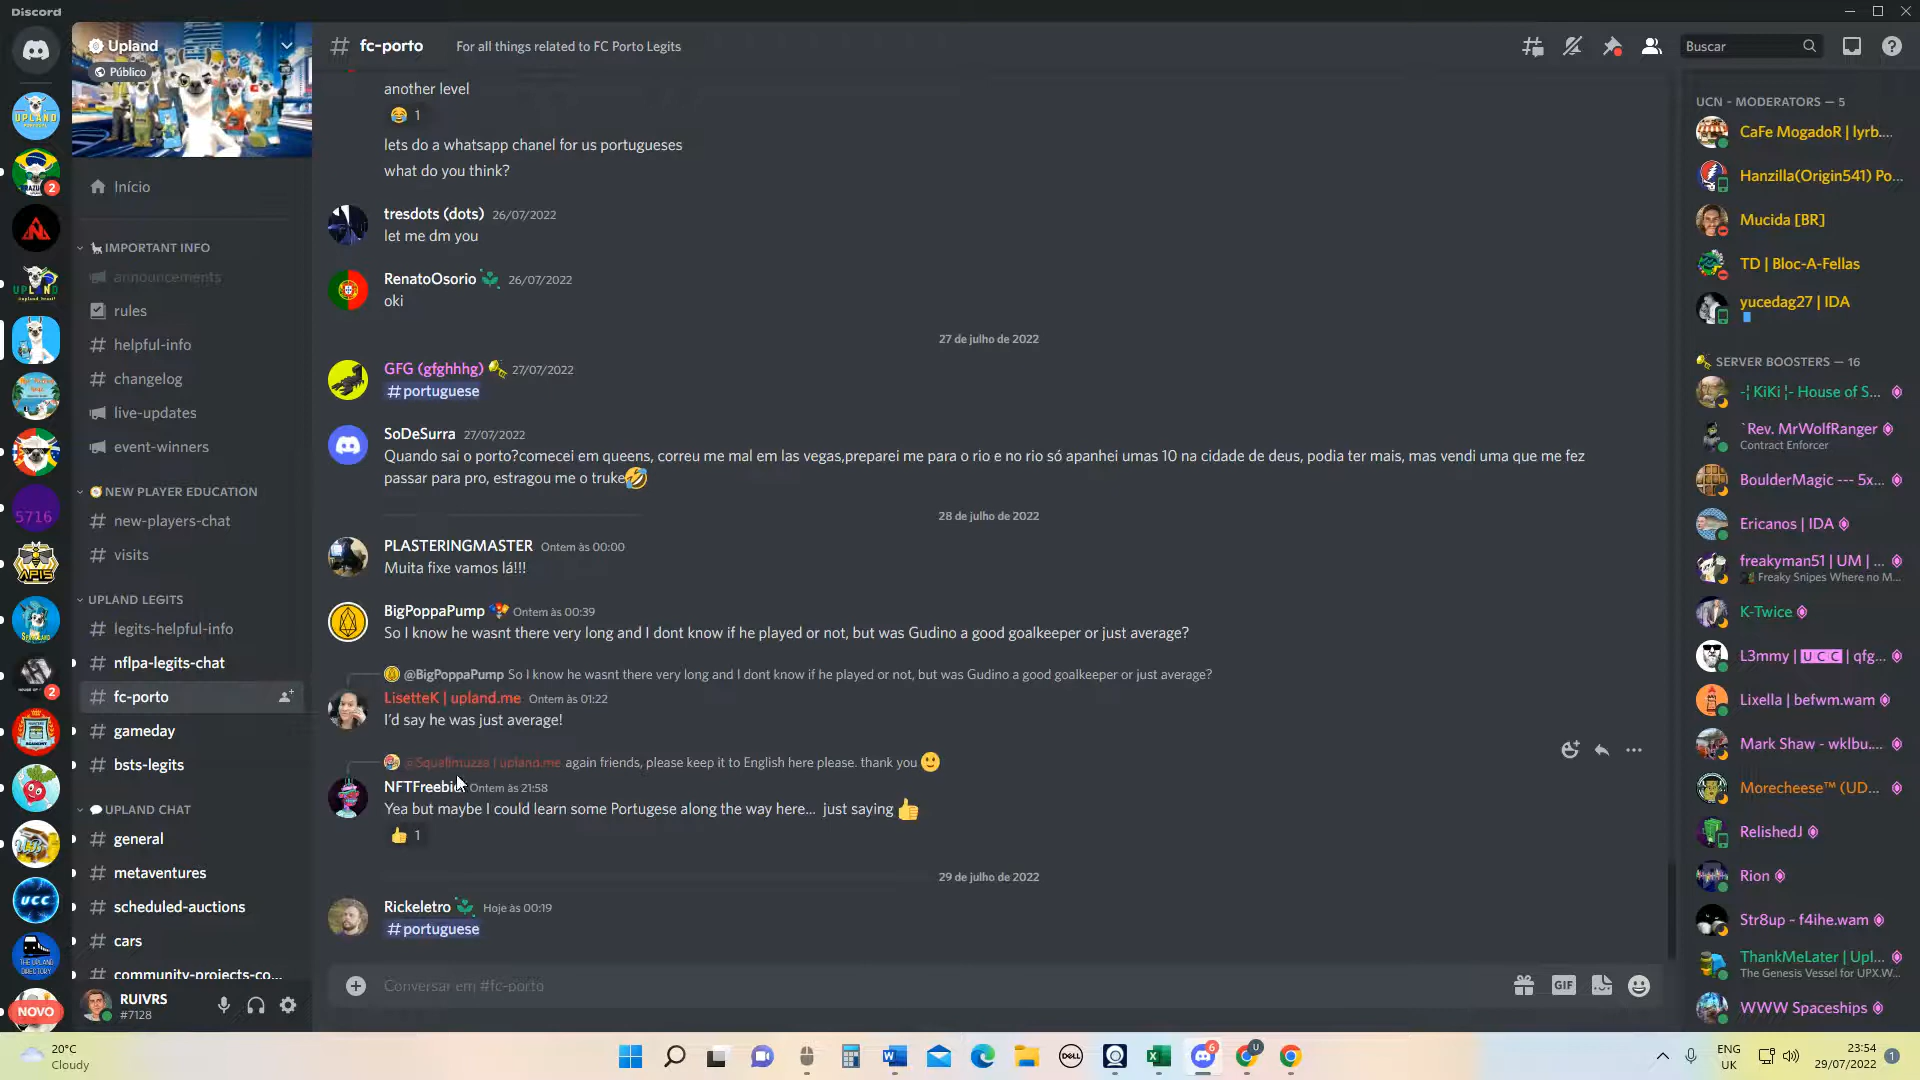 Discord
Upland
Público
Início
IMPORTANT INFO
announcements
rules
helpful-info
changelog
live-updates
event-winners
NEW PLAYER EDUCATION
new-players-chat
visits
UPLAND LEGITS
legits-helpful-info
nflpa-legits-chat
fc-porto
gameday
bsts-legits
UPLAND CHAT
general
metaventures
scheduled-auctions
cars
community-projects-co...
RUIVRS
#7128
2
5716
APIS
2
UCC
THE UPLAND
DIRECTORY
NOVO
fc-porto
For all things related to FC Porto Legits
Buscar
another level
1
lets do a whatsapp chanel for us portugueses
what do you think?
tresdots (dots) 26/07/2022
let me dm you
RenatoOsorio 26/07/2022
oki
27 de julho de 2022
GFG (gfghhhg) 27/07/2022
#portuguese
SoDeSurra 27/07/2022
Quando sai o porto?comecei em queens, correu me mal em las vegas,preparei me para o rio e no rio só apanhei umas 10 na cidade de deus, podia ter mais, mas vendi uma que me fez
passar para pro, estragou me o truke
28 de julho de 2022
PLASTERINGMASTER Ontem às 00:00
Muita fixe vamos lá!!!
BigPoppaPump Ontem às 00:39
So I know he wasnt there very long and I dont know if he played or not, but was Gudino a good goalkeeper or just average?
@BigPoppaPump So I know he wasnt there very long and I dont know if he played or not, but was Gudino a good goalkeeper or just average?
LisetteK | upland.me Ontem às 01:22
I'd say he was just average!
again friends, please keep it to English here please. thank you
Ontem às 21:58
Yea but maybe I could learn some Portugese along the way here... just saying
1
29 de julho de 2022
Rickeletro Hoje às 00:19
#portuguese
Conversar em #fc-porto
GIF
UCN - MODERATORS — 5
CaFe MogadoR | lyrb....
Hanzilla(Origin541) Po...
Mucida [BR]
TD | Bloc-A-Fellas
yucedag27 | IDA
SERVER BOOSTERS — 16
-¦ KiKi ¦- House of S...
`Rev. MrWolfRanger
Contract Enforcer
BoulderMagic --- 5x...
Ericanos | IDA
freakyman51 | UM | ...
Freaky Snipes Where no M...
K-Twice
L3mmy | UCC | qfg...
Lixella | befwm.wam
Mark Shaw - wklbu....
Morecheese™ (UD...
RelishedJ
Rion
Str8up - f4ihe.wam
ThankMeLater | Upl...
The Genesis Vessel for UPX.W...
WWW Spaceships
20°C
Cloudy
DELL
6
U
ENG
UK
23:54
29/07/2022
1